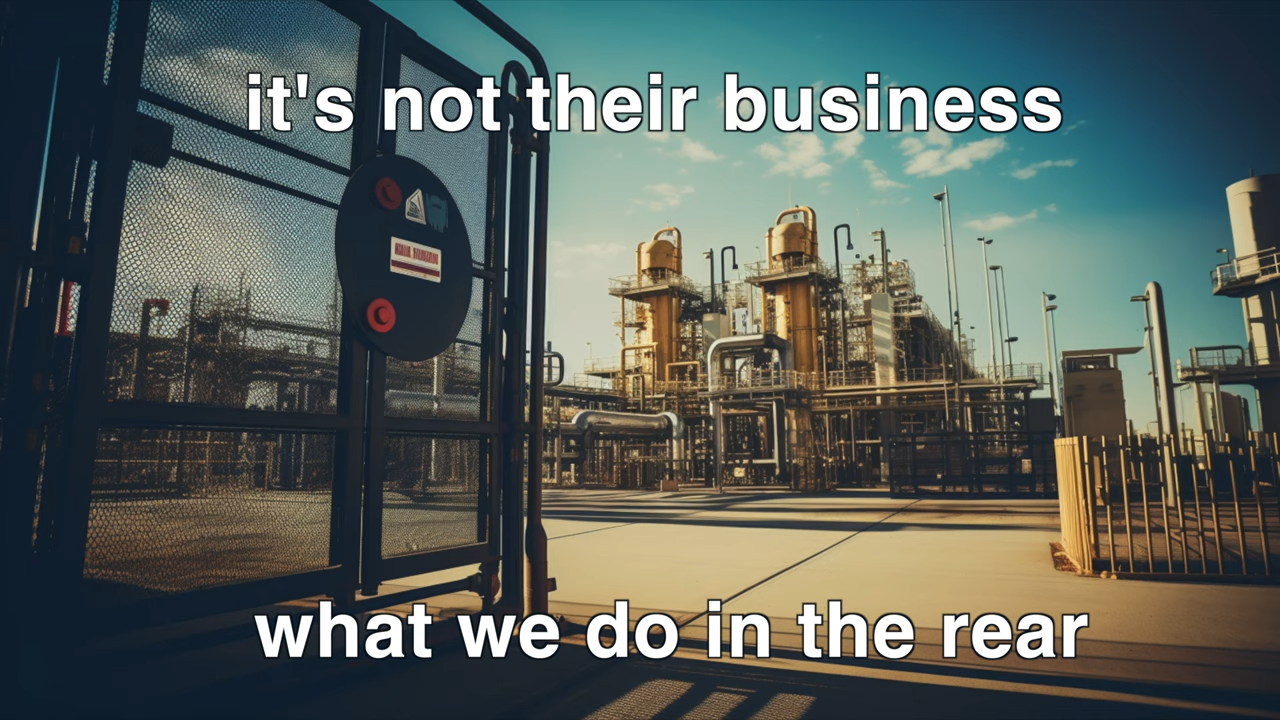 it's not their business
what we do in the rear